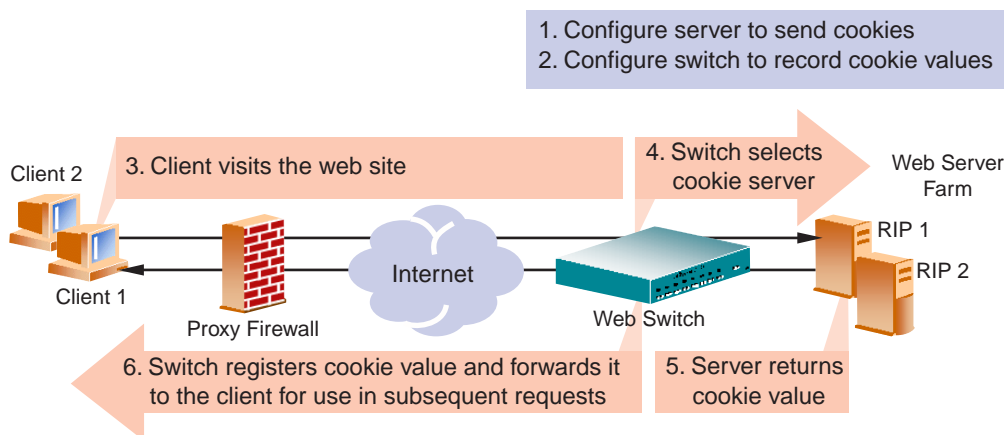 1. Configure server to send cookies
2. Configure switch to record cookie values
3. Client visits the web site
4. Switch selects
cookie server
Web Server
Farm
Client 2
RIP 1
Internet
RIP 2
Client 1
Proxy Firewall
Web Switch
6. Switch registers cookie value and forwards it
to the client for use in subsequent requests
5. Server returns
cookie value